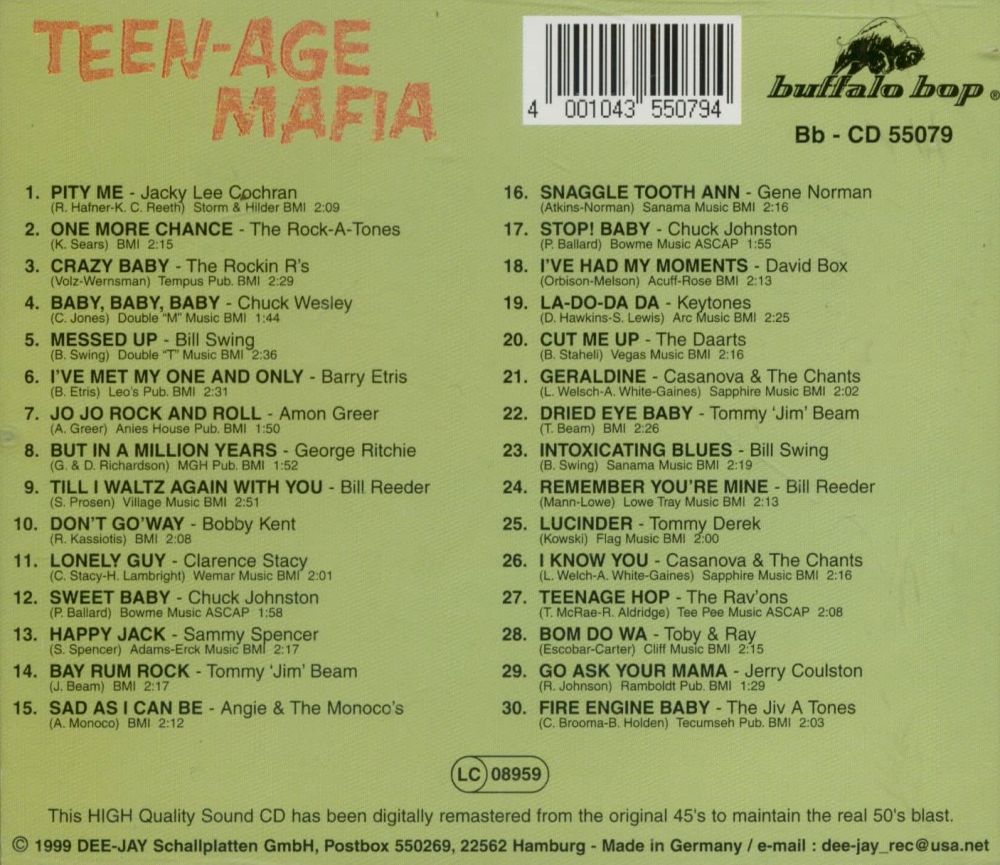 TEEN-AGE
MAFIA
4 001043 550794
buffalo bop ®
Bb - CD 55079
1. PITY ME - Jacky Lee Cochran
(R. Hafner-K. C. Reeth) Storm & Hilder BMI 2:09
2. ONE MORE CHANCE - The Rock-A-Tones
(K. Sears) BMI 2:15
3. CRAZY BABY - The Rockin R's
(Volz-Wernsman) Tempus Pub. BMI 2:29
4. BABY, BABY, BABY - Chuck Wesley
(C. Jones) Double "M" Music BMI 1:44
5. MESSED UP - Bill Swing
(B. Swing) Double "T" Music BMI 2:36
6. I'VE MET MY ONE AND ONLY - Barry Etris
(B. Etris) Leo's Pub. BMI 2:31
7. JO JO ROCK AND ROLL - Amon Greer
(A. Greer) Anies House Pub. BMI 1:50
8. BUT IN A MILLION YEARS - George Ritchie
(G. & D. Richardson) MGH Pub. BMI 1:52
9. TILL I WALTZ AGAIN WITH YOU - Bill Reeder
(S. Prosen) Village Music BMI 2:51
10. DON'T GO'WAY - Bobby Kent
(R. Kassiotis) BMI 2:08
11. LONELY GUY - Clarence Stacy
(C. Stacy-H. Lambright) Wemar Music BMI 2:01
12. SWEET BABY - Chuck Johnston
(P. Ballard) Bowme Music ASCAP 1:58
13. HAPPY JACK - Sammy Spencer
(S. Spencer) Adams-Erck Music BMI 2:17
14. BAY RUM ROCK - Tommy 'Jim' Beam
(J. Beam) BMI 2:17
15. SAD AS I CAN BE - Angie & The Monoco's
(A. Monoco) BMI 2:12
16. SNAGGLE TOOTH ANN - Gene Norman
(Atkins-Norman) Sanama Music BMI 2:16
17. STOP! BABY - Chuck Johnston
(P. Ballard) Bowme Music ASCAP 1:55
18. I'VE HAD MY MOMENTS - David Box
(Orbison-Melson) Acuff-Rose BMI 2:13
19. LA-DO-DA DA - Keytones
(D. Hawkins-S. Lewis) Arc Music BMI 2:25
20. CUT ME UP - The Daarts
(B. Staheli) Vegas Music BMI 2:16
21. GERALDINE - Casanova & The Chants
(L. Welsch-A. White-Gaines) Sapphire Music BMI 2:02
22. DRIED EYE BABY - Tommy 'Jim' Beam
(T. Beam) BMI 2:26
23. INTOXICATING BLUES - Bill Swing
(B. Swing) Sanama Music BMI 2:19
24. REMEMBER YOU'RE MINE - Bill Reeder
(Mann-Lowe) Lowe Tray Music BMI 2:13
25. LUCINDER - Tommy Derek
(Kowski) Flag Music BMI 2:00
26. I KNOW YOU - Casanova & The Chants
(L. Welch-A. White-Gaines) Sapphire Music BMI 2:16
27. TEENAGE HOP - The Rav'ons
(T. McRae-R. Aldridge) Tee Pee Music ASCAP 2:08
28. BOM DO WA - Toby & Ray
(Escobar-Carter) Cliff Music BMI 2:15
29. GO ASK YOUR MAMA - Jerry Coulston
(R. Johnson) Ramboldt Pub. BMI 1:29
30. FIRE ENGINE BABY - The Jiv A Tones
(C. Brooma-B. Holden) Tecumseh Pub. BMI 2:03
LC 08959
This HIGH Quality Sound CD has been digitally remastered from the original 45's to maintain the real 50's blast.
© 1999 DEE-JAY Schallplatten GmbH, Postbox 550269, 22562 Hamburg - Made in Germany / e-mail : dee-jay_rec@usa.net